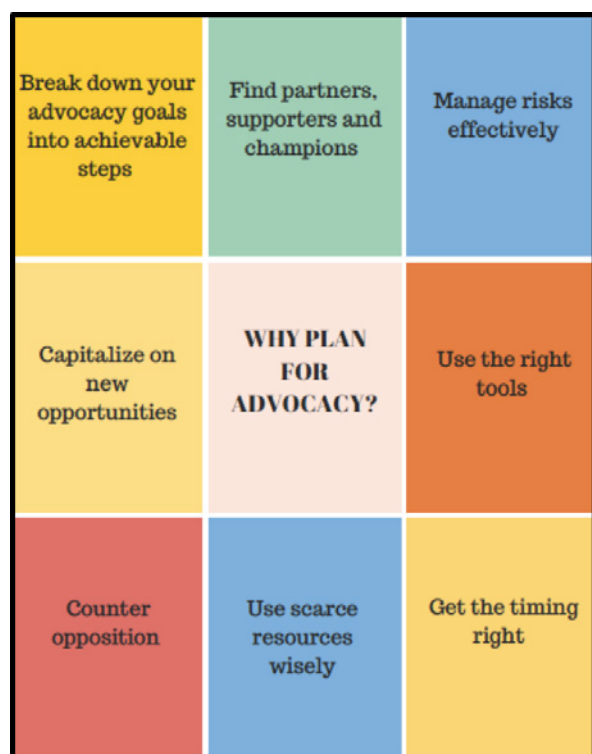 Break down your
advocacy goals
into achievable
steps
Find partners,
supporters and
champions
Manage risks
effectively
Capitalize on
new
opportunities
WHY PLAN
FOR
ADVOCACY?
Use the right
tools
Counter
opposition
Use scarce
resources
wisely
Get the timing
right